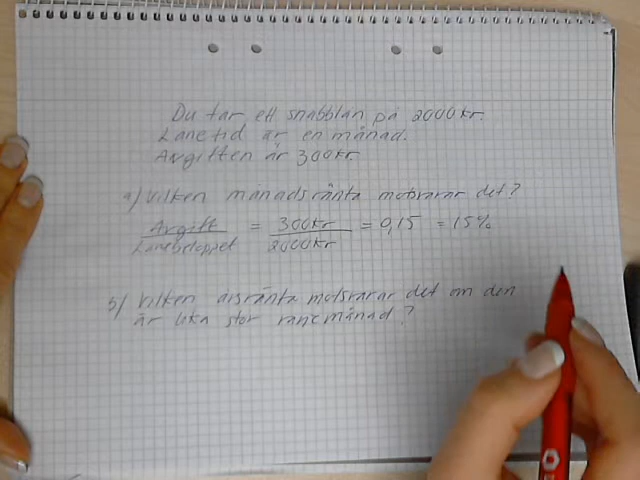 Du tar ett snabblån på 2000kr.
Lånetid är en månad.
Avgiften är 300kr.
a) Vilken månadsränta motsvarar det?
Avgift / Lånebeloppet = 300kr / 2000kr = 0,15 = 15%
b) Vilken årsränta motsvarar det om den
är lika stor varje månad?